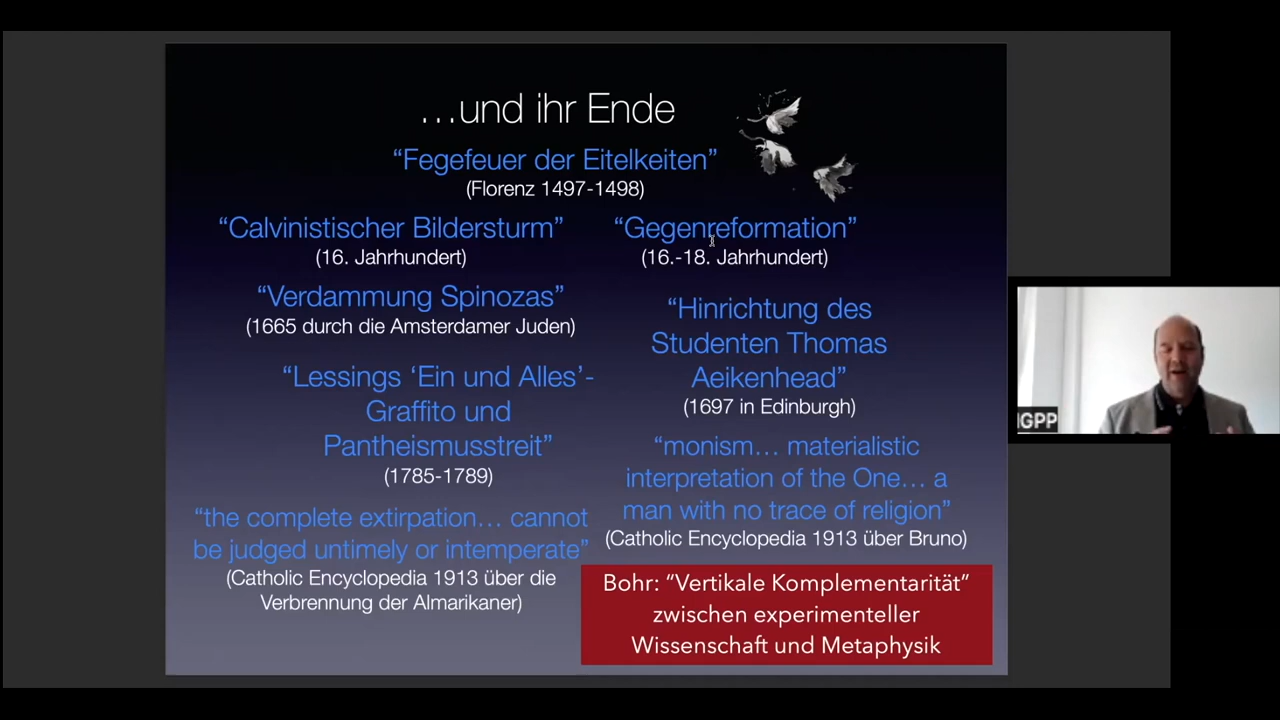 …und ihr Ende
“Fegefeuer der Eitelkeiten”
(Florenz 1497-1498)
“Calvinistischer Bildersturm”
(16. Jahrhundert)
“Gegenreformation”
(16.-18. Jahrhundert)
“Verdammung Spinozas”
(1665 durch die Amsterdamer Juden)
“Hinrichtung des
Studenten Thomas
Aeikenhead”
(1697 in Edinburgh)
“Lessings ‘Ein und Alles’-
Graffito und
Pantheismusstreit”
(1785-1789)
“monism… materialistic
interpretation of the One… a
man with no trace of religion”
(Catholic Encyclopedia 1913 über Bruno)
“the complete extirpation… cannot
be judged untimely or intemperate”
(Catholic Encyclopedia 1913 über die
Verbrennung der Almarikaner)
Bohr: “Vertikale Komplementarität”
zwischen experimenteller
Wissenschaft und Metaphysik
IGPP